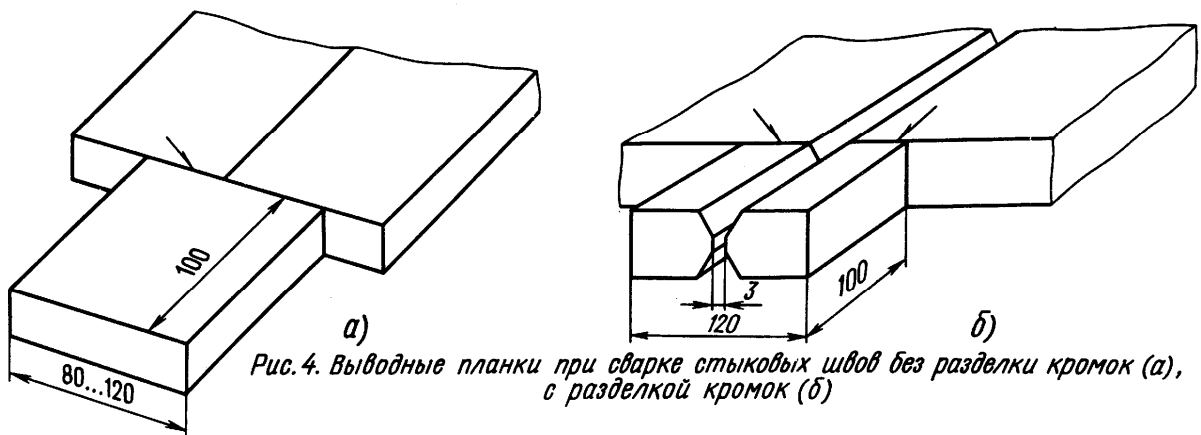 100
80...120
а)
3
120
100
б)
Рис. 4. Выводные планки при сварке стыковых швов без разделки кромок (а),
с разделкой кромок (б)